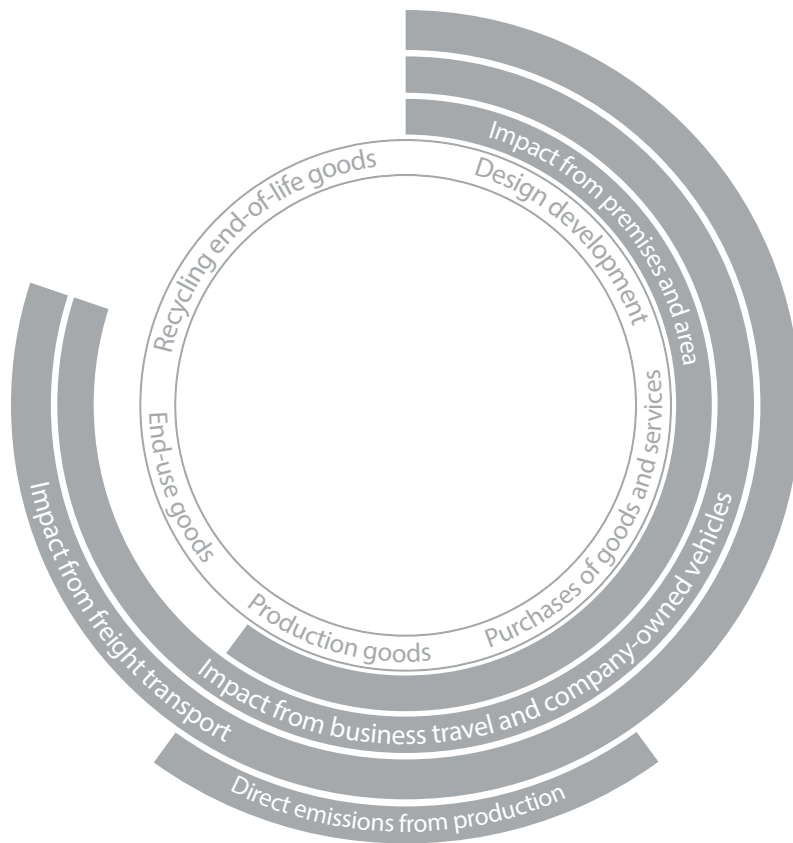 Impact from premises and area
Design development
Purchases of goods and services
Production goods
End-use goods
Recycling end-of-life goods
Impact from business travel and company-owned vehicles
Impact from freight transport
Direct emissions from production